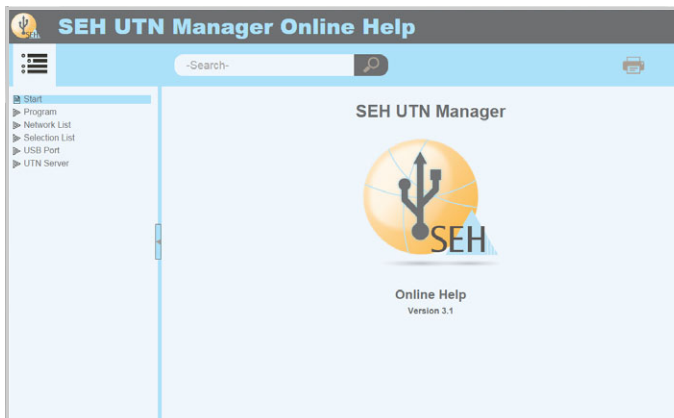 SEH
SEH UTN Manager Online Help
-Search-
Start
Program
Network List
Selection List
USB Port
UTN Server
SEH UTN Manager
SEH
Online Help
Version 3.1